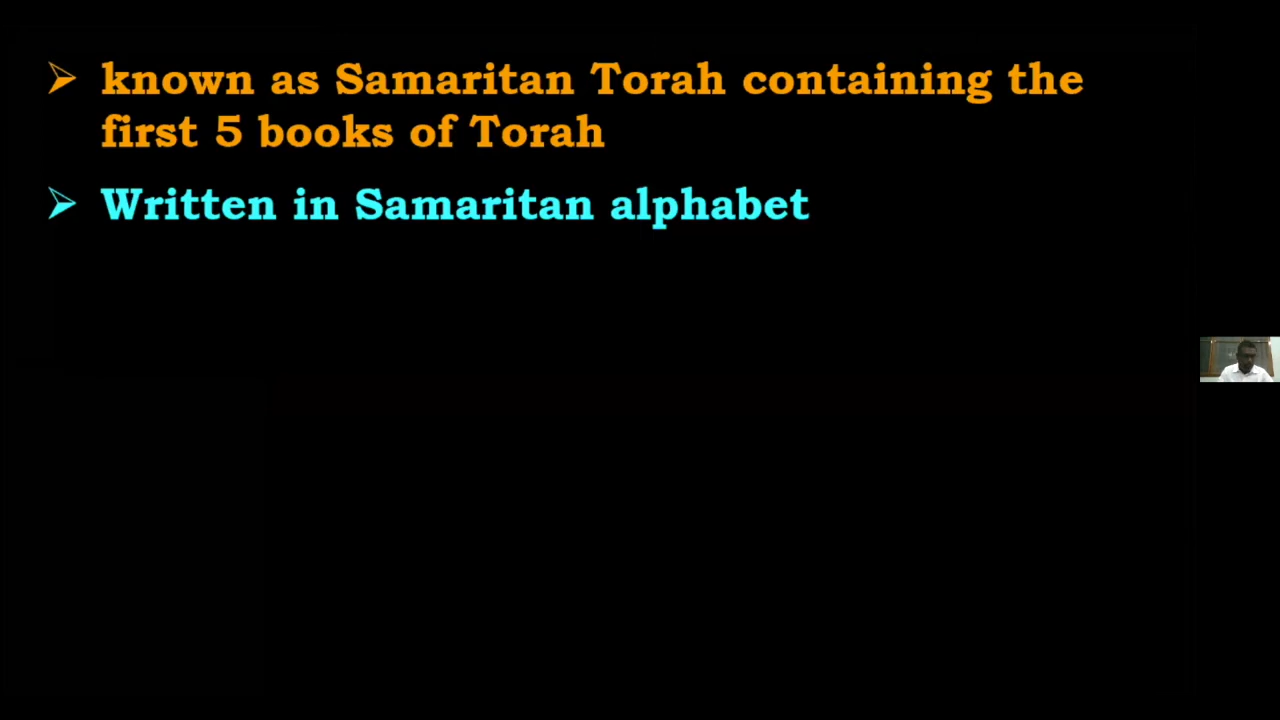 ➢ known as Samaritan Torah containing the
first 5 books of Torah
➢ Written in Samaritan alphabet